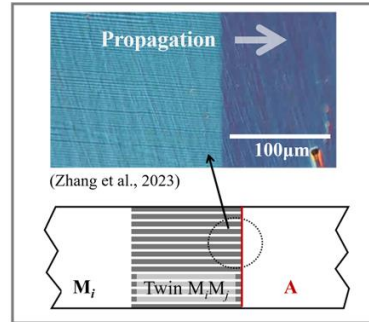 Propagation
100μm
(Zhang et al., 2023)
Mᵢ Twin MᵢMⱼ A